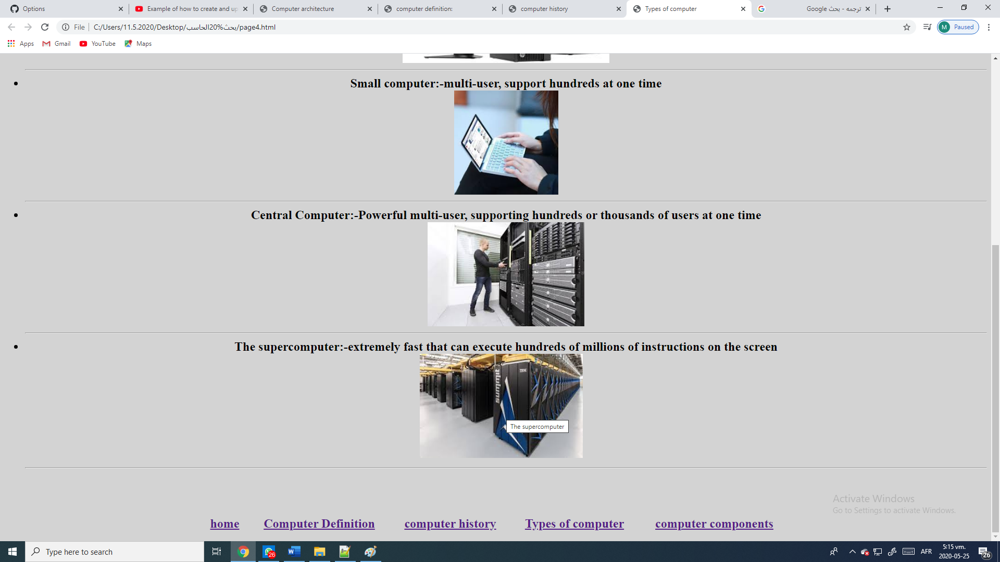 Options
Example of how to create and up
Computer architecture
computer definition:
computer history
Types of computer
ترجمه - بحث Google
File
C:/Users/11.5.2020/Desktop/بحث%20الحاسب/page4.html
M Paused
Apps
Gmail
YouTube
Maps
Small computer:-multi-user, support hundreds at one time
Central Computer:-Powerful multi-user, supporting hundreds or thousands of users at one time
The supercomputer:-extremely fast that can execute hundreds of millions of instructions on the screen
summit
IBM
The supercomputer
Activate Windows
Go to Settings to activate Windows.
home Computer Definition computer history Types of computer computer components
Type here to search
26
AFR
5:15 vm.
2020-05-25
26